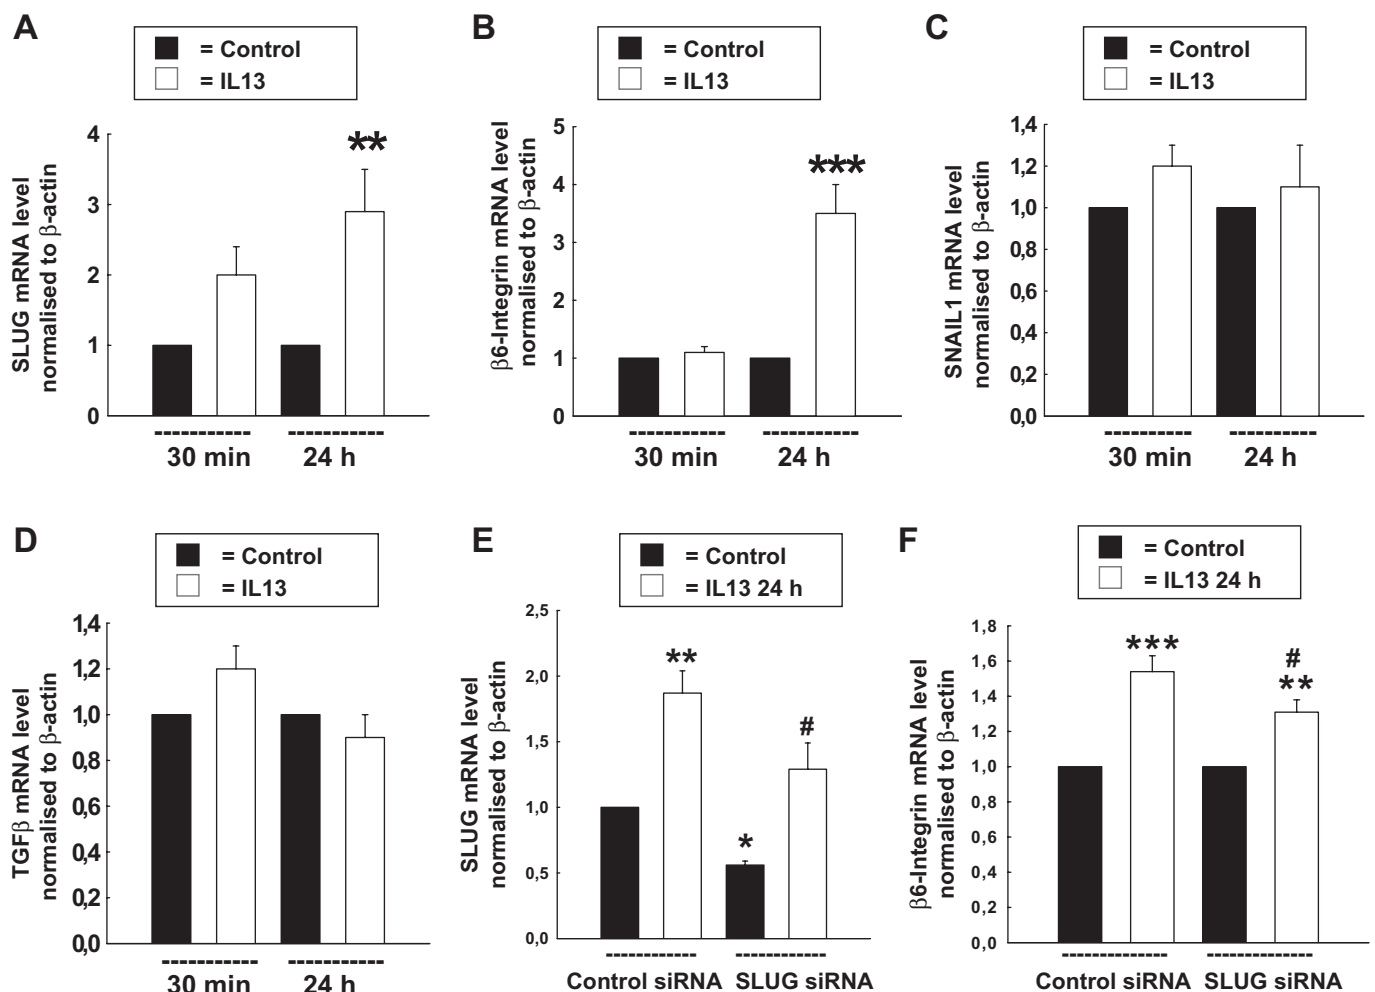 A
= Control
= IL13
SLUG mRNA level
normalised to β-actin
4
3
2
1
0
**
30 min
24 h
B
= Control
= IL13
β6-Integrin mRNA level
normalised to β-actin
5
4
3
2
1
0
***
30 min
24 h
C
= Control
= IL13
SNAIL1 mRNA level
normalised to β-actin
1,4
1,2
1,0
0,8
0,6
0,4
0,2
0,0
30 min
24 h
D
= Control
= IL13
TGFβ mRNA level
normalised to β-actin
1,4
1,2
1,0
0,8
0,6
0,4
0,2
0,0
30 min
24 h
E
= Control
= IL13 24 h
SLUG mRNA level
normalised to β-actin
2,5
2,0
1,5
1,0
0,5
0,0
**
*
#
Control siRNA
SLUG siRNA
F
= Control
= IL13 24 h
β6-Integrin mRNA level
normalised to β-actin
1,8
1,6
1,4
1,2
1,0
0,8
0,6
0,4
0,2
0,0
***
#
**
Control siRNA
SLUG siRNA